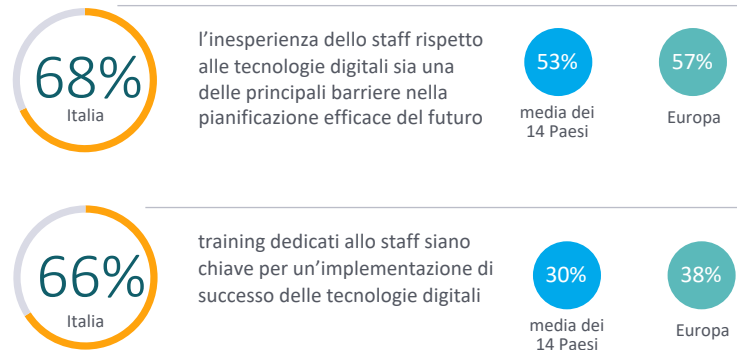 68%
Italia
l’inesperienza dello staff rispetto
alle tecnologie digitali sia una
delle principali barriere nella
pianificazione efficace del futuro
53%
media dei
14 Paesi
57%
Europa
66%
Italia
training dedicati allo staff siano
chiave per un’implementazione di
successo delle tecnologie digitali
30%
media dei
14 Paesi
38%
Europa